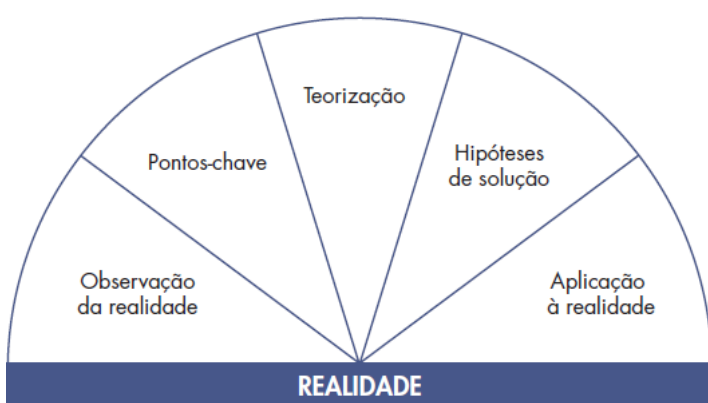 Observação
da realidade
Pontos-chave
Teorização
Hipóteses
de solução
Aplicação
à realidade
REALIDADE